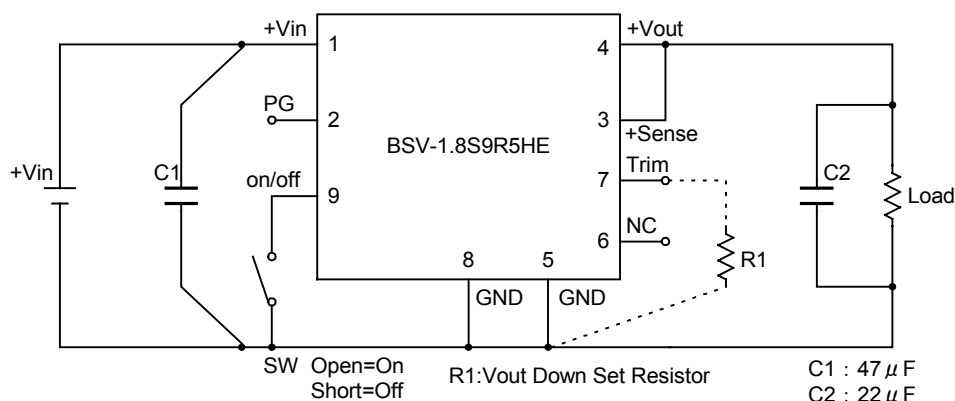 +Vin
1
4
+Vout
PG
2
3
+Sense
BSV-1.8S9R5HE
C1
+Vin
on/off
9
7
Trim
C2
Load
6
NC
R1
8
5
GND
GND
SW
Open=On
Short=Off
R1:Vout Down Set Resistor
C1 : 47μF
C2 : 22μF